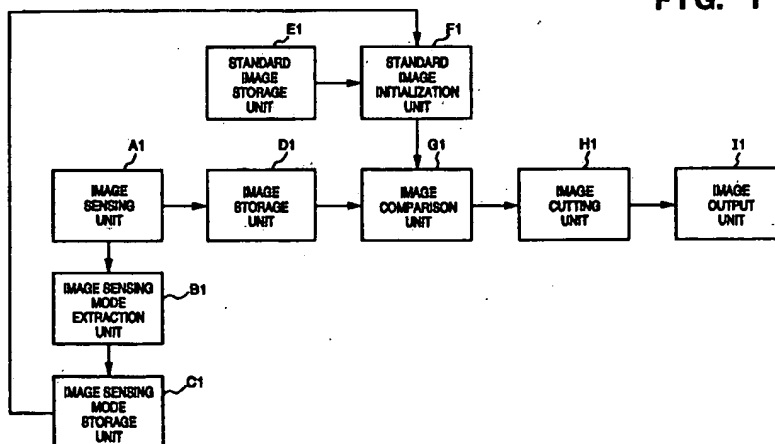 FIG. 1
E1
F1
STANDARD
IMAGE
STORAGE
UNIT
STANDARD
IMAGE
INITIALIZATION
UNIT
A1
D1
G1
H1
I1
IMAGE
SENSING
UNIT
IMAGE
STORAGE
UNIT
IMAGE
COMPARISON
UNIT
IMAGE
CUTTING
UNIT
IMAGE
OUTPUT
UNIT
IMAGE SENSING
MODE
EXTRACTION
UNIT
B1
IMAGE SENSING
MODE
STORAGE
UNIT
C1